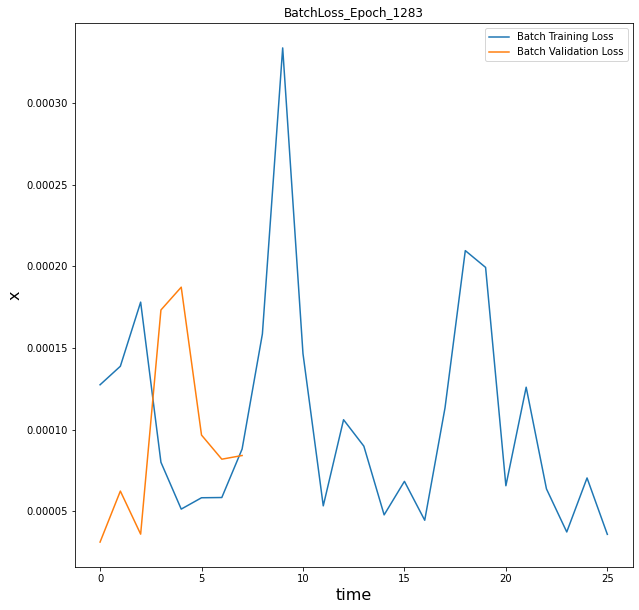 BatchLoss_Epoch_1283
Batch Training Loss
Batch Validation Loss
0.00030
0.00025
0.00020
0.00015
0.00010
0.00005
x
0 5 10 15 20 25
time